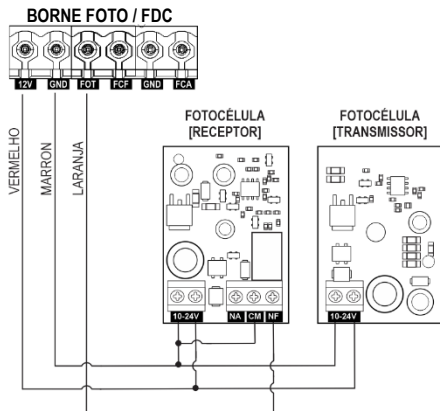 BORNE FOTO / FDC
12V GND FOT FCF GND FCA
VERMELHO
MARRON
LARANJA
FOTOCÉLULA
[RECEPTOR]
FOTOCÉLULA
[TRANSMISSOR]
10-24V NA CM NF
10-24V